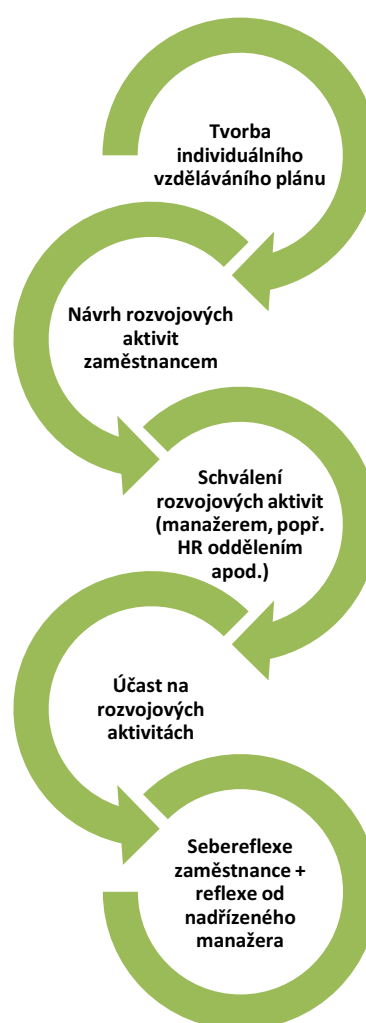 Tvorba
individuálního
vzděláváního plánu
Návrh rozvojových
aktivit
zaměstnancem
Schválení
rozvojových aktivit
(manažerem, popř.
HR oddělením
apod.)
Účast na
rozvojových
aktivitách
Sebereflexe
zaměstnance +
reflexe od
nadřízeného
manažera